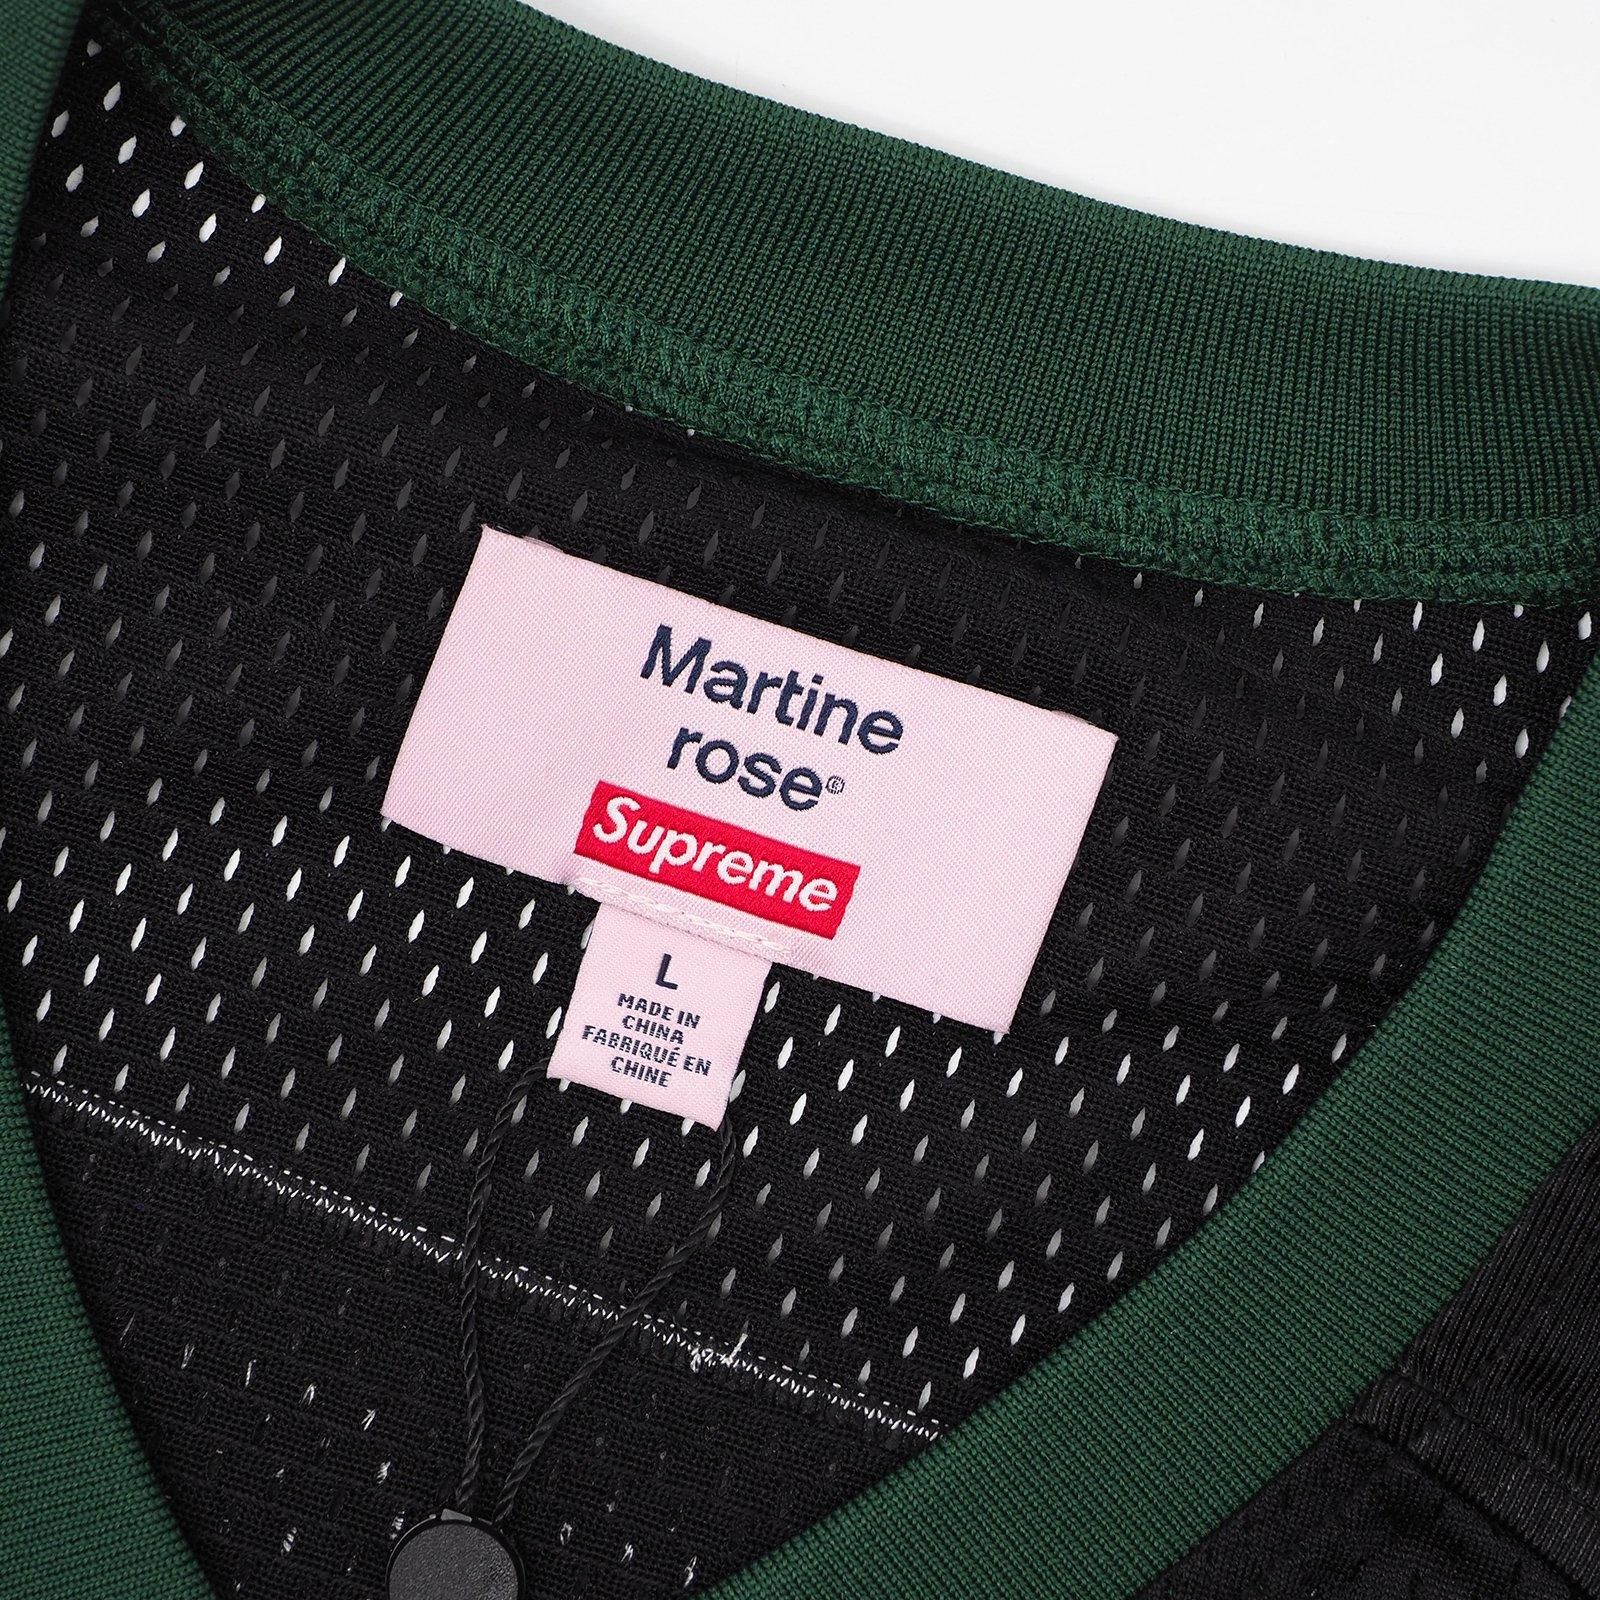 Martine
rose®
Supreme
L
MADE IN
CHINA
FABRIQUÉ EN
CHINE